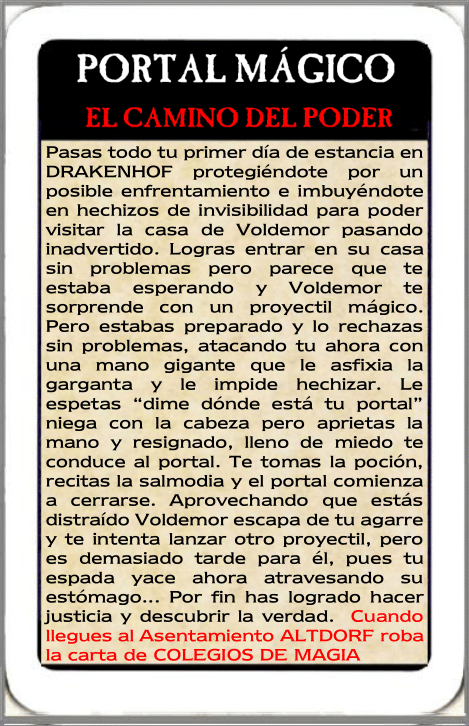 PORTAL MÁGICO
EL CAMINO DEL PODER
Pasas todo tu primer día de estancia en
DRAKENHOF protegiéndote por un
posible enfrentamiento e imbuyéndote
en hechizos de invisibilidad para poder
visitar la casa de Voldemor pasando
inadvertido. Logras entrar en su casa
sin problemas pero parece que te
estaba esperando y Voldemor te
sorprende con un proyectil mágico.
Pero estabas preparado y lo rechazas
sin problemas, atacando tu ahora con
una mano gigante que le asfixia la
garganta y le impide hechizar. Le
espetas “dime dónde está tu portal”
niega con la cabeza pero aprietas la
mano y resignado, lleno de miedo te
conduce al portal. Te tomas la poción,
recitas la salmodia y el portal comienza
a cerrarse. Aprovechando que estás
distraído Voldemor escapa de tu agarre
y te intenta lanzar otro proyectil, pero
es demasiado tarde para él, pues tu
espada yace ahora atravesando su
estómago... Por fin has logrado hacer
justicia y descubrir la verdad. Cuando
llegues al Asentamiento ALTDORF roba
la carta de COLEGIOS DE MAGIA